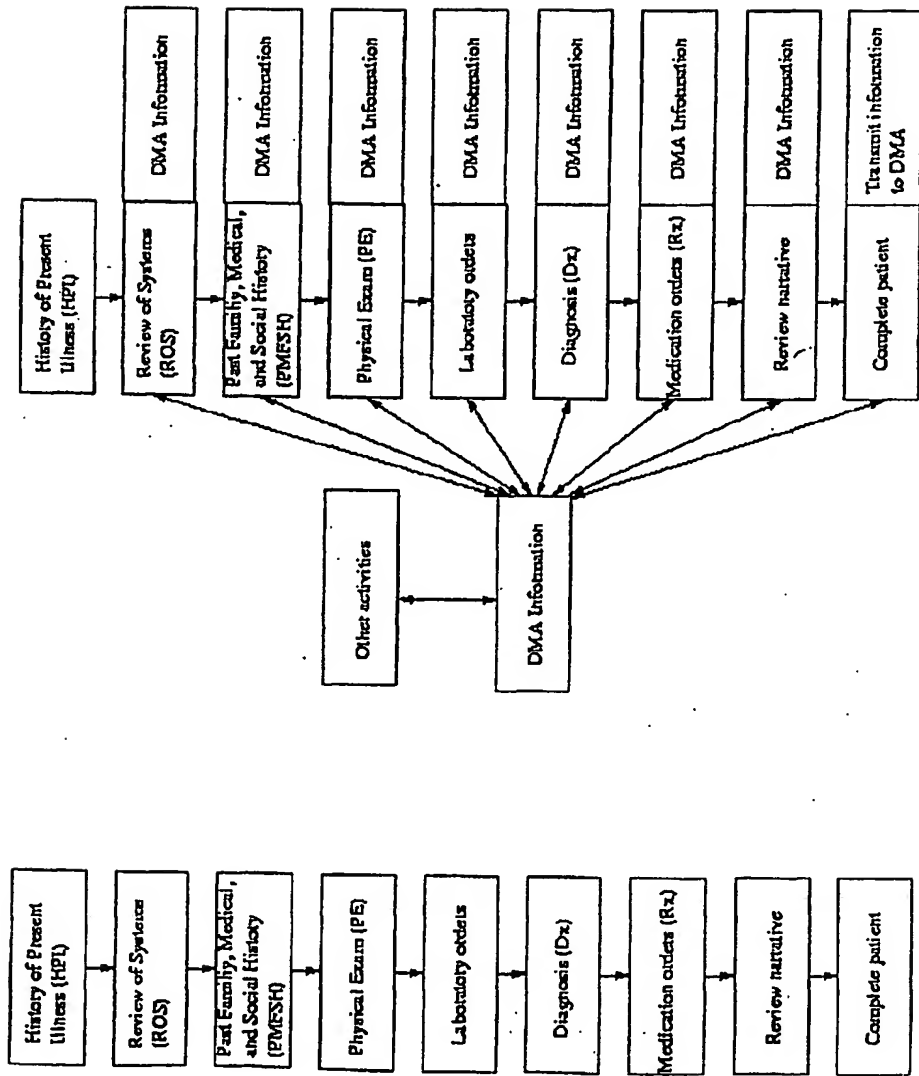 History of Present
Illness (HPI)
Review of Systems
(ROS)
Past Family, Medical,
and Social History
(PMFSH)
Physical Exam (PE)
Laboratory orders
Diagnosis (Dx)
Medication orders (Rx)
Review narrative
Complete patient
Other activities
DMA Information
History of Present
Illness (HPI)
Review of Systems
(ROS)
DMA Information
Past Family, Medical,
and Social History
(PMFSH)
DMA Information
Physical Exam (PE)
DMA Information
Laboratory orders
DMA Information
Diagnosis (Dx)
DMA Information
Medication orders (Rx)
DMA Information
Review narrative
DMA Information
Complete patient
Transmit information
to DMA